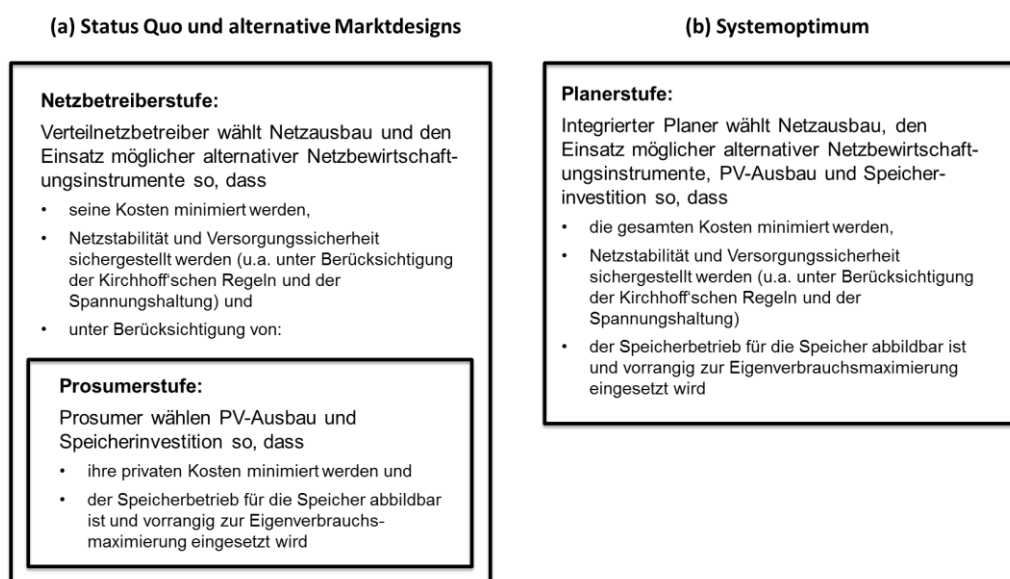 (a) Status Quo und alternative Marktdesigns
Netzbetreiberstufe:
Verteilnetzbetreiber wählt Netzausbau und den
Einsatz möglicher alternativer Netzbewirtschaft-
ungsinstrumente so, dass
• seine Kosten minimiert werden,
• Netzstabilität und Versorgungssicherheit
sichergestellt werden (u.a. unter Berücksichtigung
der Kirchhoff'schen Regeln und der
Spannungshaltung) und
• unter Berücksichtigung von:
Prosumerstufe:
Prosumer wählen PV-Ausbau und
Speicherinvestition so, dass
• ihre privaten Kosten minimiert werden und
• der Speicherbetrieb für die Speicher abbildbar
ist und vorrangig zur Eigenverbrauchs-
maximierung eingesetzt wird
(b) Systemoptimum
Planerstufe:
Integrierter Planer wählt Netzausbau, den
Einsatz möglicher alternativer Netzbewirtschaft-
ungsinstrumente, PV-Ausbau und Speicher-
investition so, dass
• die gesamten Kosten minimiert werden,
• Netzstabilität und Versorgungssicherheit
sichergestellt werden (u.a. unter Berücksichtigung
der Kirchhoff'schen Regeln und der
Spannungshaltung)
• der Speicherbetrieb für die Speicher abbildbar ist
und vorrangig zur Eigenverbrauchsmaximierung
eingesetzt wird